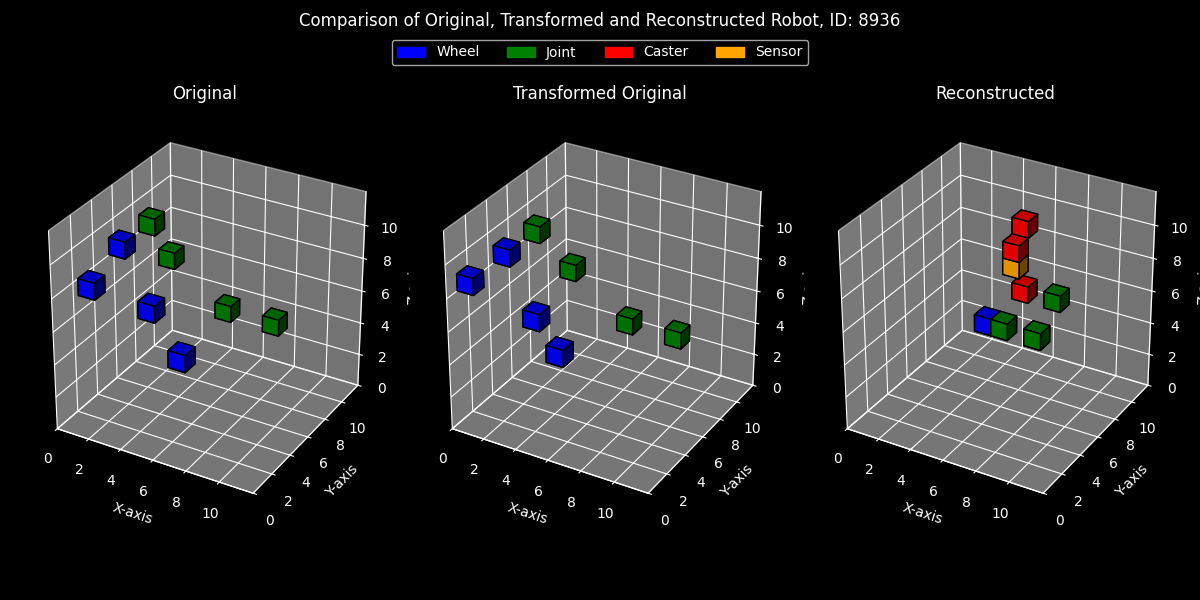 Comparison of Original, Transformed and Reconstructed Robot, ID: 8936
Wheel Joint Caster Sensor
Original Transformed Original Reconstructed
10 10 10
8 8 8
6 6 6
4 4 4
2 2 2
0 0 0
0 2 4 6 8 10 0 2 4 6 8 10 0 2 4 6 8 10
0 2 4 6 8 10 0 2 4 6 8 10 0 2 4 6 8 10
X-axis Y-axis X-axis Y-axis X-axis Y-axis